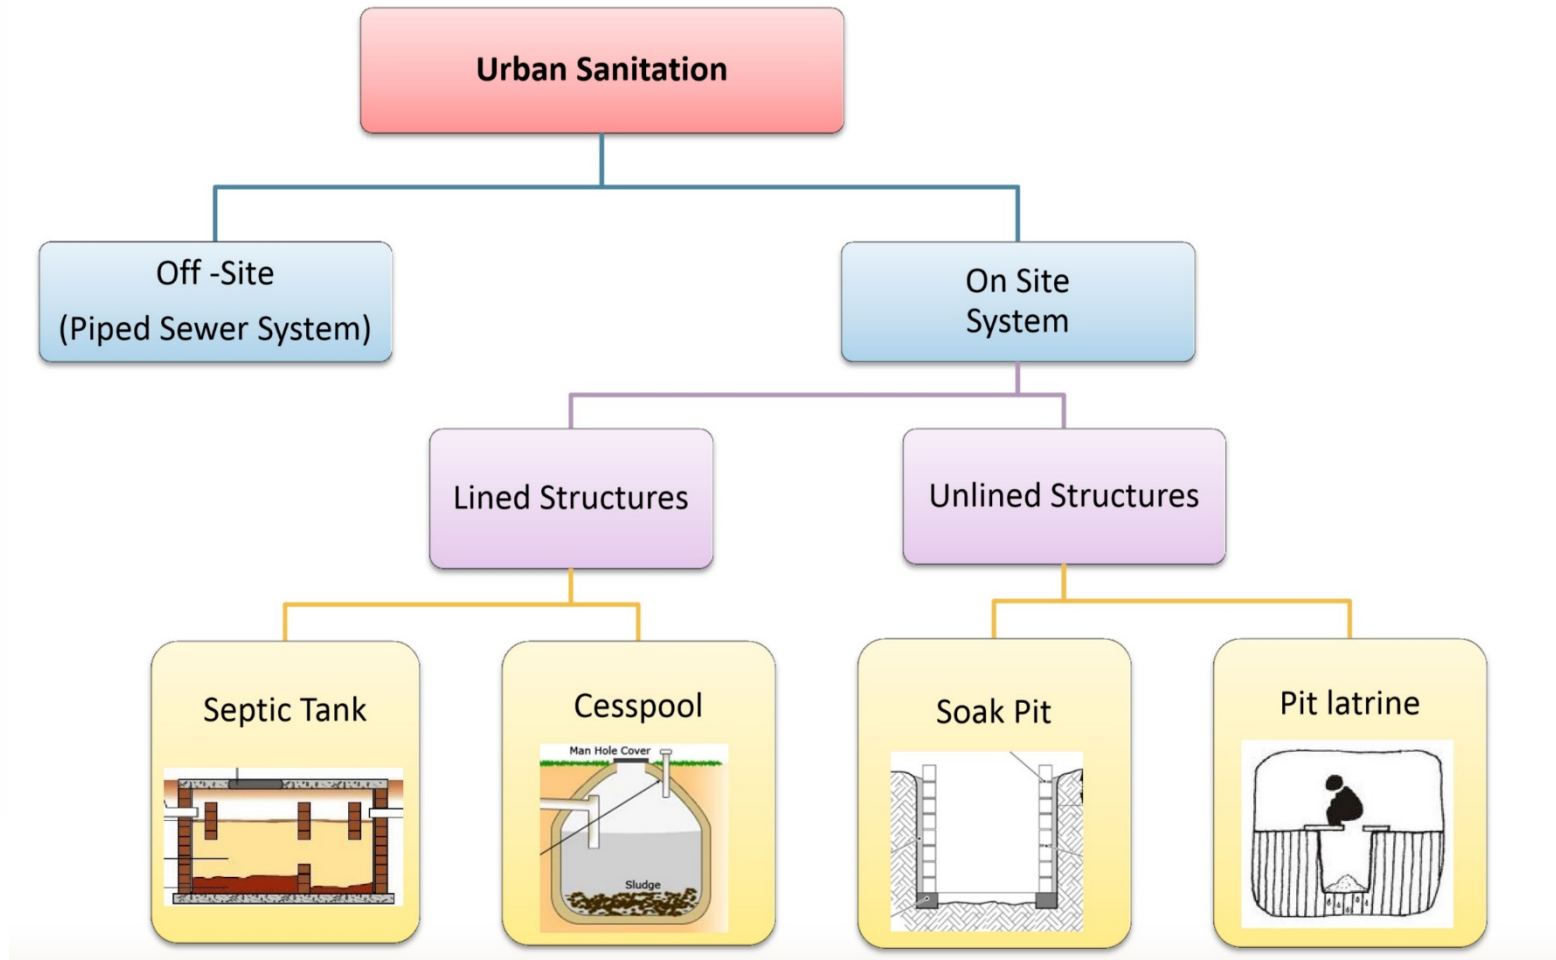 Urban Sanitation
Off -Site
(Piped Sewer System)
On Site
System
Lined Structures
Unlined Structures
Septic Tank
Cesspool
Man Hole Cover
Sludge
Soak Pit
Pit latrine